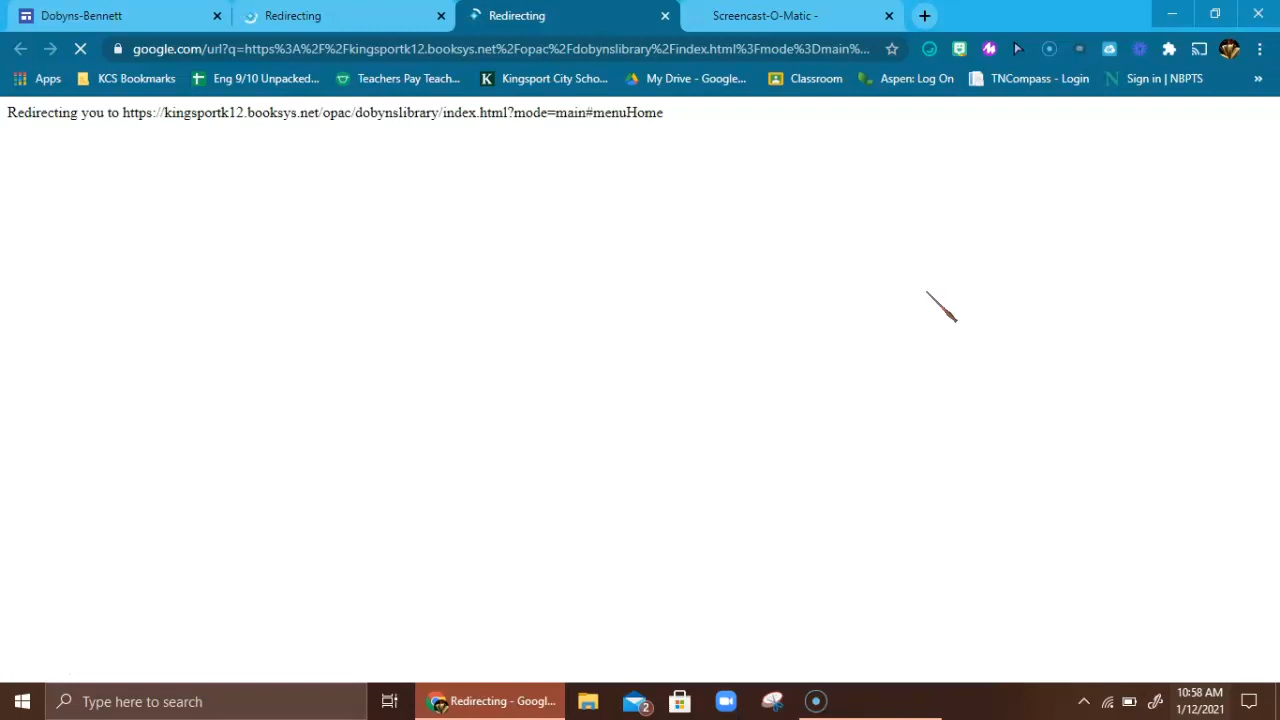 Dobyns-Bennett
Redirecting
Redirecting
Screencast-O-Matic -
google.com/url?q=https%3A%2F%2Fkingsportk12.booksys.net%2Fopac%2Fdobynslibrary%2Findex.html%3Fmode%3Dmain%...
Apps
KCS Bookmarks
Eng 9/10 Unpacked...
Teachers Pay Teach...
Kingsport City Scho...
My Drive - Google...
Classroom
Aspen: Log On
TNCompass - Login
Sign in | NBPTS
»
Redirecting you to https://kingsportk12.booksys.net/opac/dobynslibrary/index.html?mode=main#menuHome
Type here to search
Redirecting - Googl...
2
10:58 AM
1/12/2021